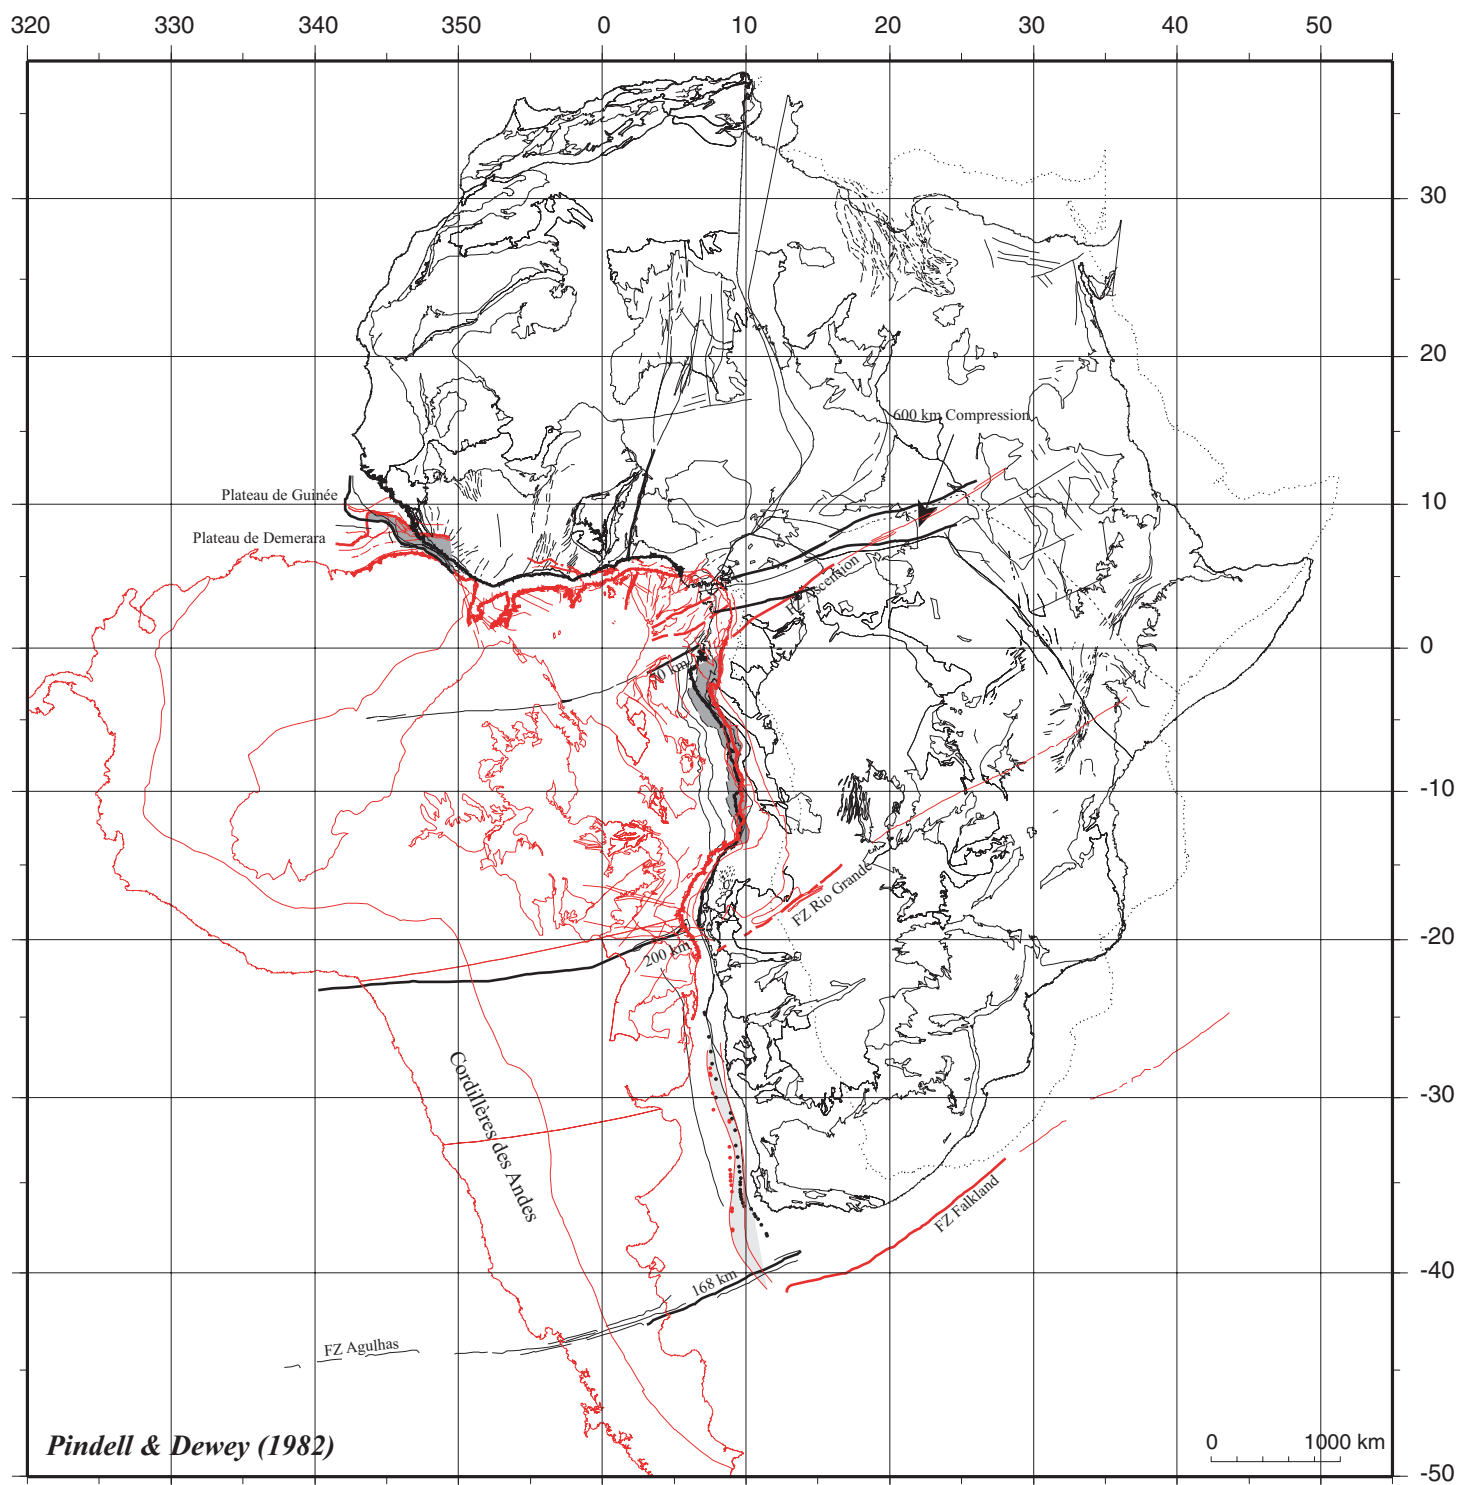 320 330 340 350 0 10 20 30 40 50
30
20
600 km Compression
Plateau de Guinée
10
Plateau de Demerara
FZ Ascension
0
-10
FZ Rio Grande
-20
200 km
Cordillères des Andes
-30
FZ Falkland
-40
168 km
FZ Agulhas
Pindell & Dewey (1982)
0 1000 km
-50